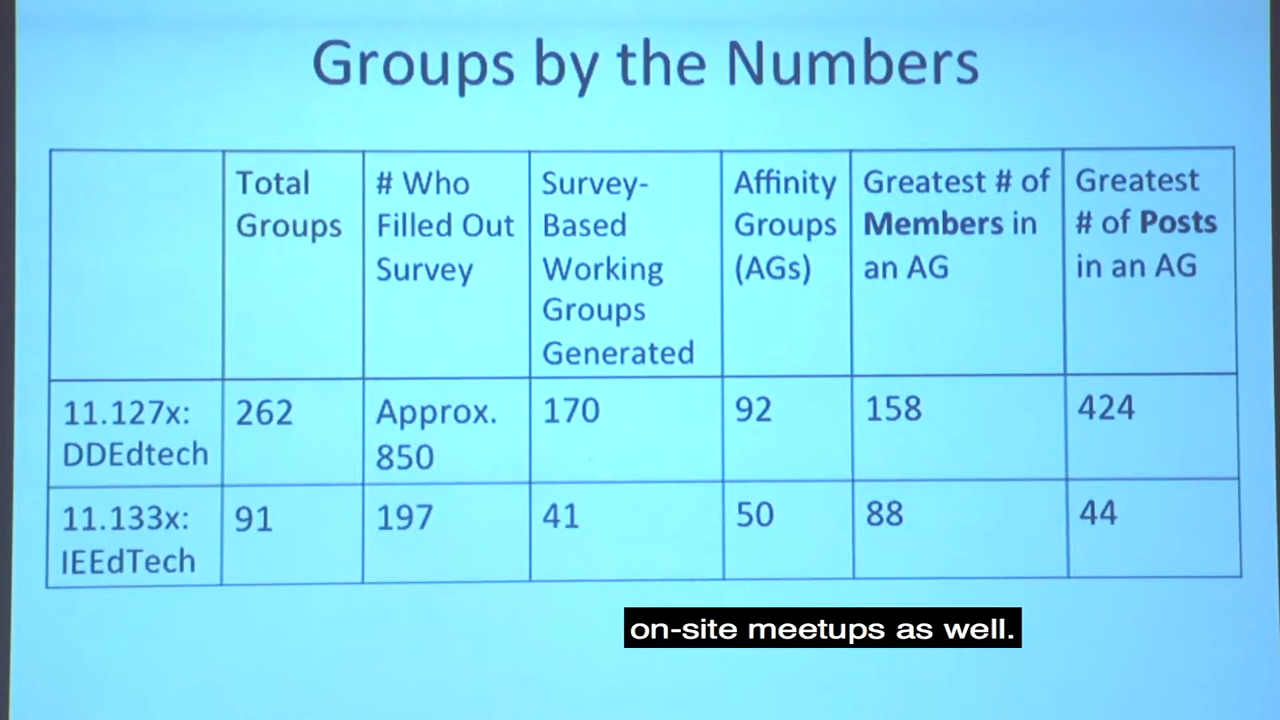 Groups by the Numbers
Total
Groups
# Who
Filled Out
Survey
Survey-
Based
Working
Groups
Generated
Affinity
Groups
(AGs)
Greatest # of
Members in
an AG
Greatest
# of Posts
in an AG
11.127x:
DDEdtech
262
Approx.
850
170
92
158
424
11.133x:
IEEdTech
91
197
41
50
88
44
on-site meetups as well.